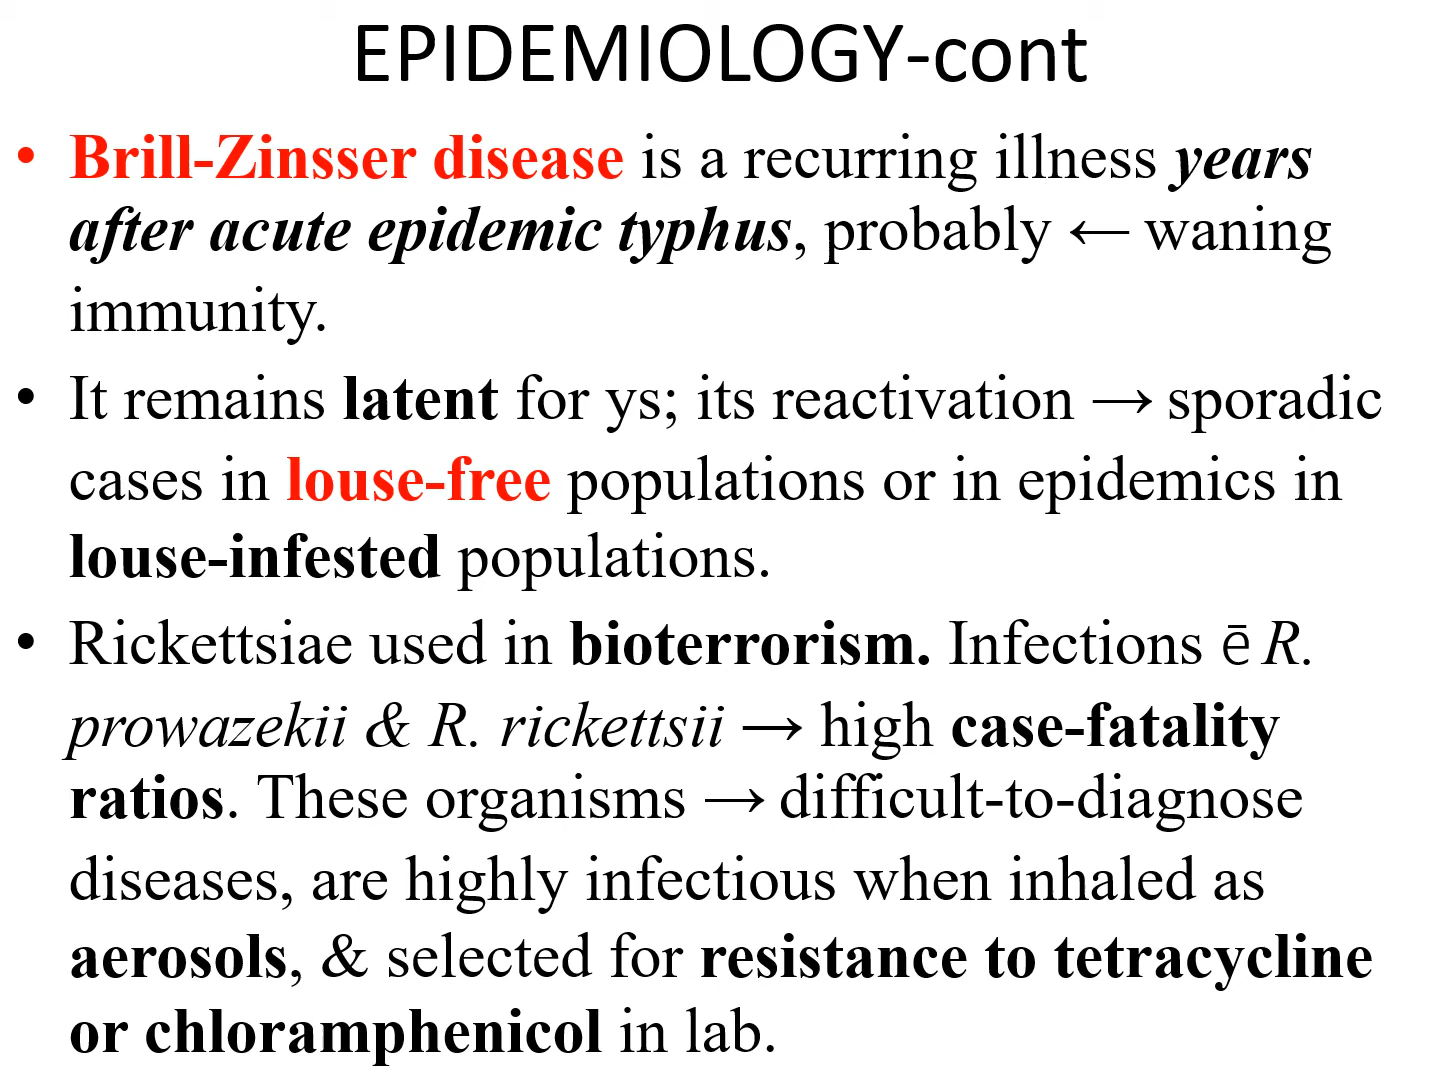 EPIDEMIOLOGY-cont
• Brill-Zinsser disease is a recurring illness years
after acute epidemic typhus, probably ← waning
immunity.
• It remains latent for ys; its reactivation → sporadic
cases in louse-free populations or in epidemics in
louse-infested populations.
• Rickettsiae used in bioterrorism. Infections ē R.
prowazekii & R. rickettsii → high case-fatality
ratios. These organisms → difficult-to-diagnose
diseases, are highly infectious when inhaled as
aerosols, & selected for resistance to tetracycline
or chloramphenicol in lab.